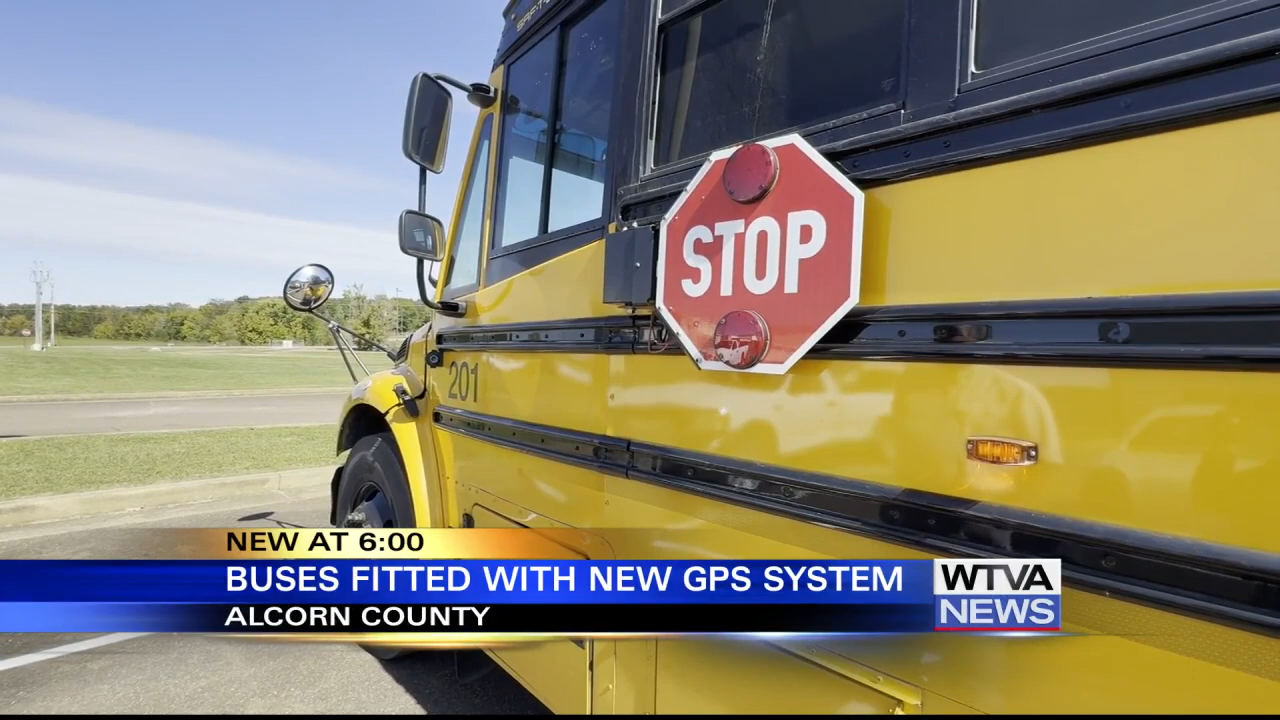 STOP
201
NEW AT 6:00
BUSES FITTED WITH NEW GPS SYSTEM
ALCORN COUNTY
WTVA
NEWS